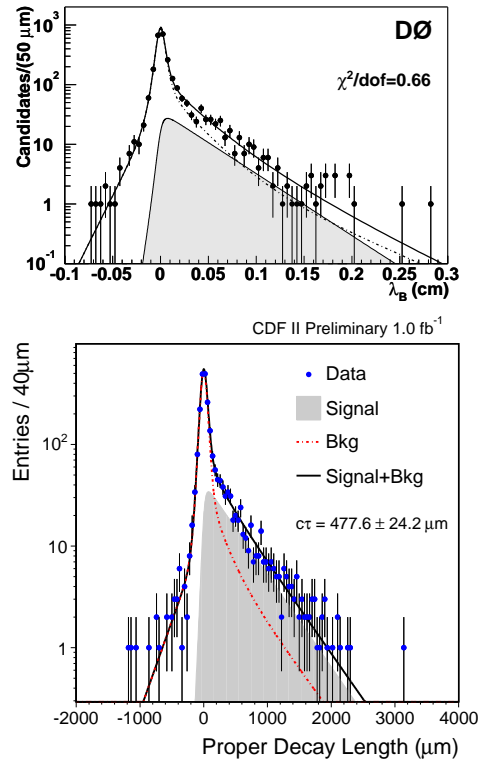 Candidates/(50 μm)
10³
10²
10
1
10⁻¹
DØ
χ²/dof=0.66
-0.1 -0.05 0 0.05 0.1 0.15 0.2 0.25 0.3
λ_B (cm)
CDF II Preliminary 1.0 fb⁻¹
Entries / 40μm
10²
10
1
Data
Signal
Bkg
Signal+Bkg
cτ = 477.6 ± 24.2 μm
-2000 -1000 0 1000 2000 3000 4000
Proper Decay Length (μm)